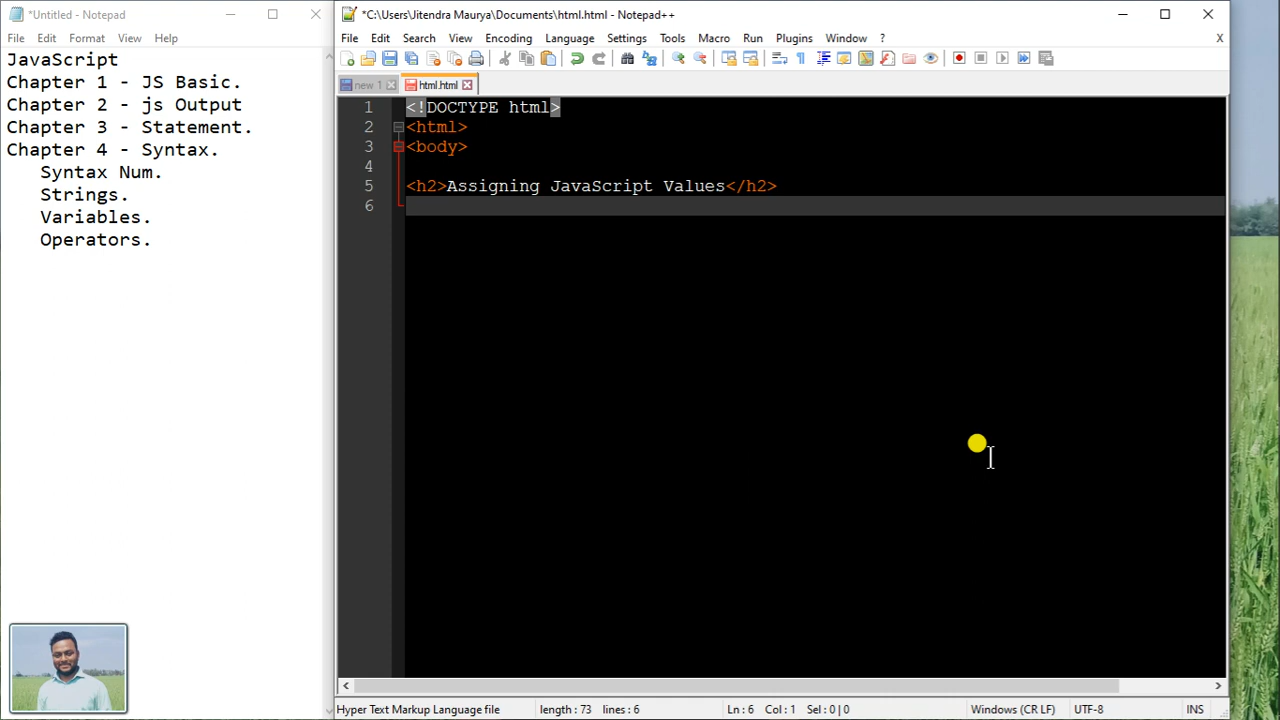 *Untitled - Notepad
File Edit Format View Help
JavaScript
Chapter 1 - JS Basic.
Chapter 2 - js Output
Chapter 3 - Statement.
Chapter 4 - Syntax.
Syntax Num.
Strings.
Variables.
Operators.
*C:\Users\Jitendra Maurya\Documents\html.html - Notepad++
File Edit Search View Encoding Language Settings Tools Macro Run Plugins Window ? X
new 1 html.html
1 <!DOCTYPE html>
2 <html>
3 <body>
4
5 <h2>Assigning JavaScript Values</h2>
6
Hyper Text Markup Language file length : 73 lines : 6 Ln : 6 Col : 1 Sel : 0 | 0 Windows (CR LF) UTF-8 INS